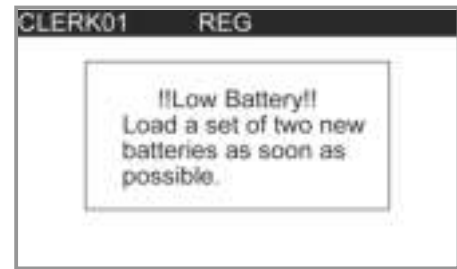 CLERK01 REG
!!Low Battery!!
Load a set of two new
batteries as soon as
possible.